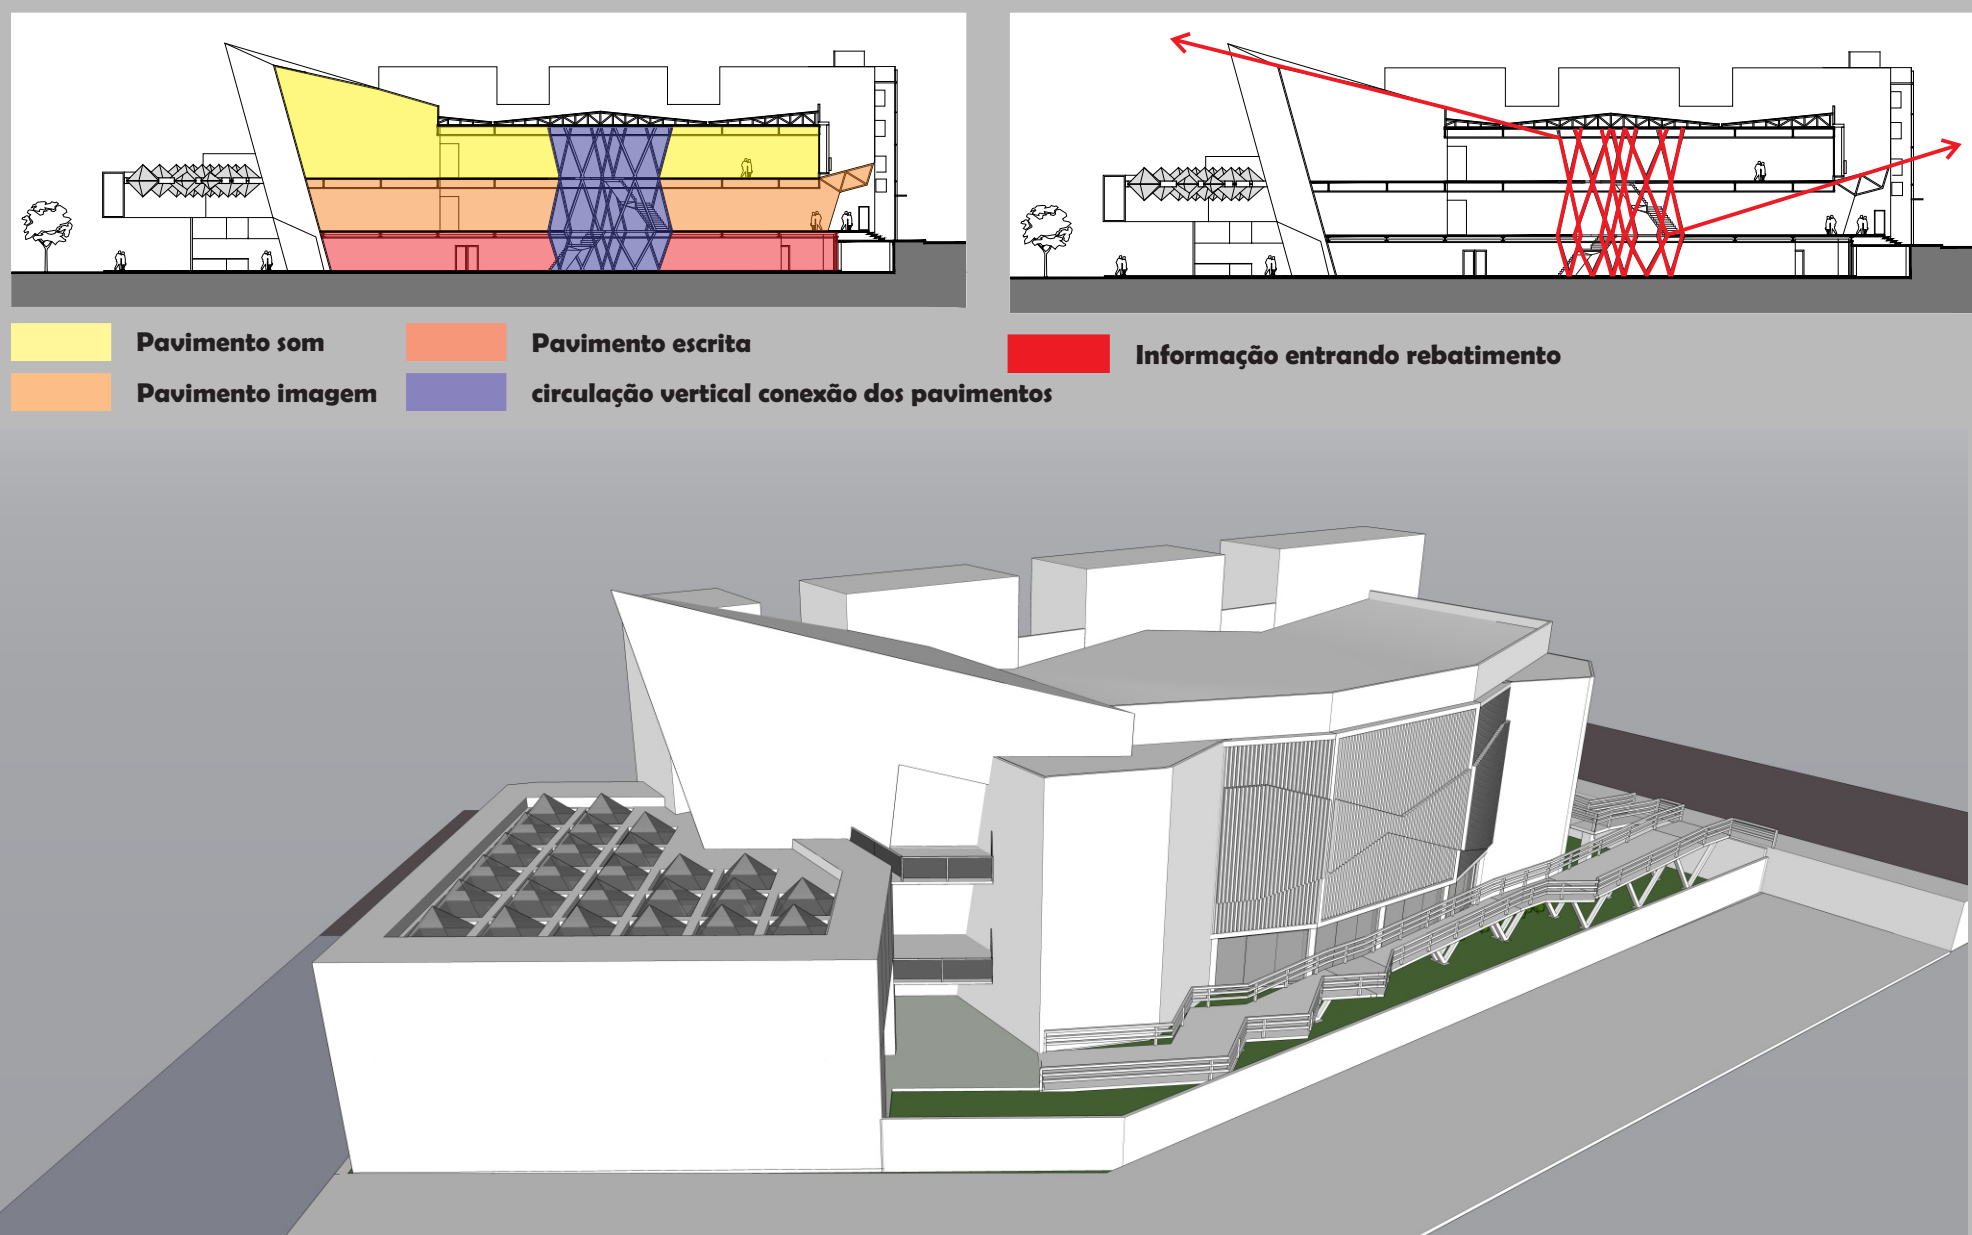 Pavimento som
Pavimento escrita
Informação entrando rebatimento
Pavimento imagem
circulação vertical conexão dos pavimentos